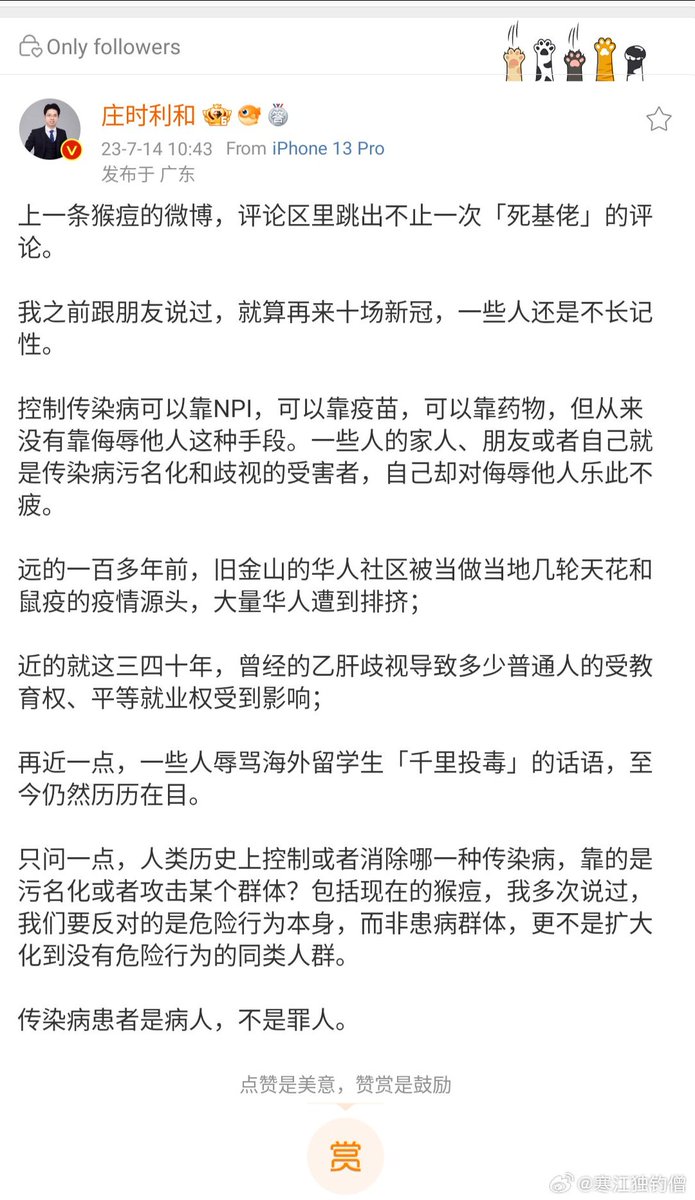 Only followers
庄时利和
23-7-14 10:43 From iPhone 13 Pro
发布于 广东
上一条猴痘的微博，评论区里跳出不止一次「死基佬」的评
论。
我之前跟朋友说过，就算再来十场新冠，一些人还是不长记
性。
控制传染病可以靠NPI，可以靠疫苗，可以靠药物，但从来
没有靠侮辱他人这种手段。一些人的家人、朋友或者自己就
是传染病污名化和歧视的受害者，自己却对侮辱他人乐此不
疲。
远的一百多年前，旧金山的华人社区被当做当地几轮天花和
鼠疫的疫情源头，大量华人遭到排挤；
近的就这三四十年，曾经的乙肝歧视导致多少普通人的受教
育权、平等就业权受到影响；
再近一点，一些人辱骂海外留学生「千里投毒」的话语，至
今仍然历历在目。
只问一点，人类历史上控制或者消除哪一种传染病，靠的是
污名化或者攻击某个群体？包括现在的猴痘，我多次说过，
我们要反对的是危险行为本身，而非患病群体，更不是扩大
化到没有危险行为的同类人群。
传染病患者是病人，不是罪人。
点赞是美意，赞赏是鼓励
赏
@寒江独钓僧